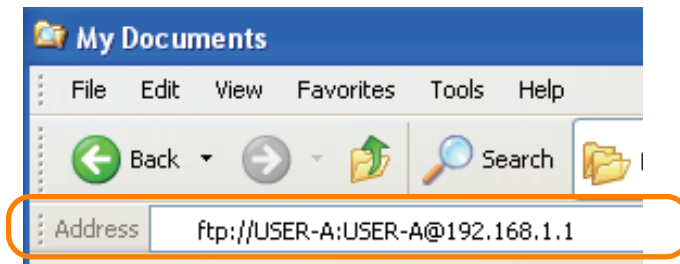 My Documents
File Edit View Favorites Tools Help
Back Search
Address ftp://USER-A:USER-A@192.168.1.1